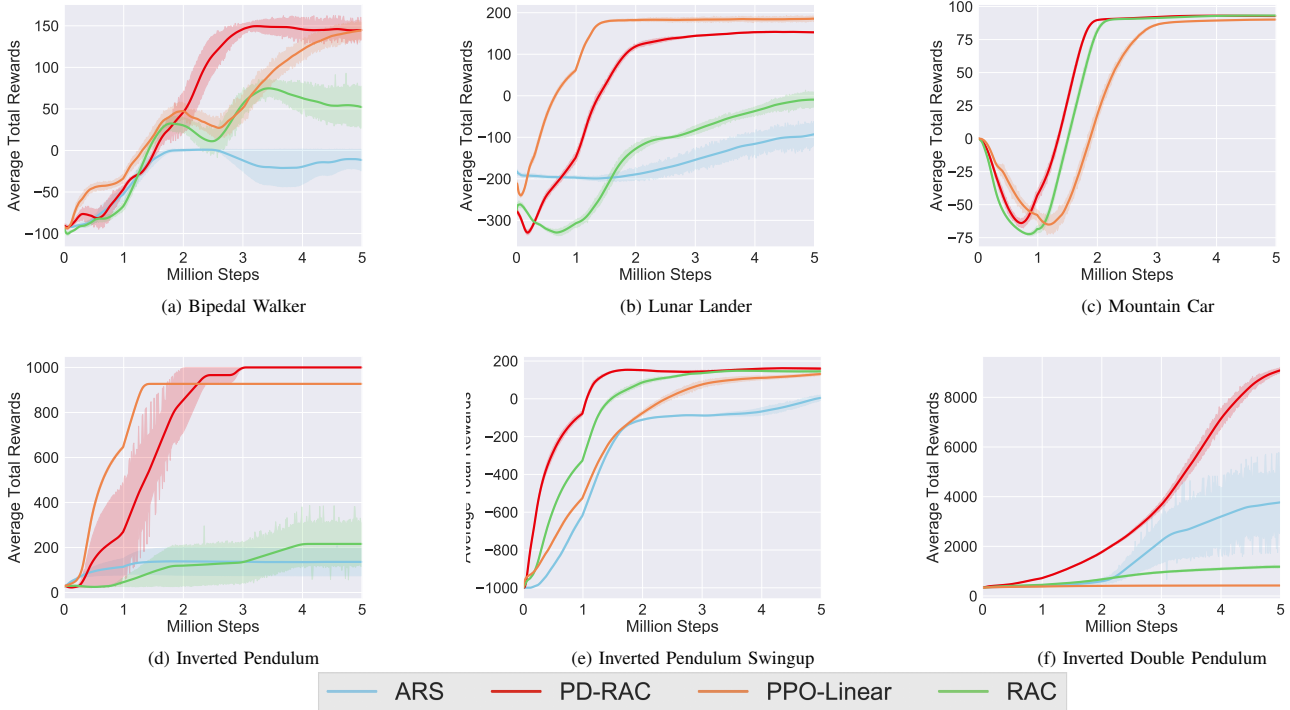 Average Total Rewards
150
100
50
0
−50
−100
0 1 2 3 4 5
Million Steps
(a) Bipedal Walker
Average Total Rewards
200
100
0
−100
−200
−300
0 1 2 3 4 5
Million Steps
(b) Lunar Lander
Average Total Rewards
100
75
50
25
0
−25
−50
−75
0 1 2 3 4 5
Million Steps
(c) Mountain Car
Average Total Rewards
1000
800
600
400
200
0
0 1 2 3 4 5
Million Steps
(d) Inverted Pendulum
Average Total Rewards
200
0
−200
−400
−600
−800
−1000
0 1 2 3 4 5
Million Steps
(e) Inverted Pendulum Swingup
Average Total Rewards
8000
6000
4000
2000
0
0 1 2 3 4 5
Million Steps
(f) Inverted Double Pendulum
ARS PD-RAC PPO-Linear RAC